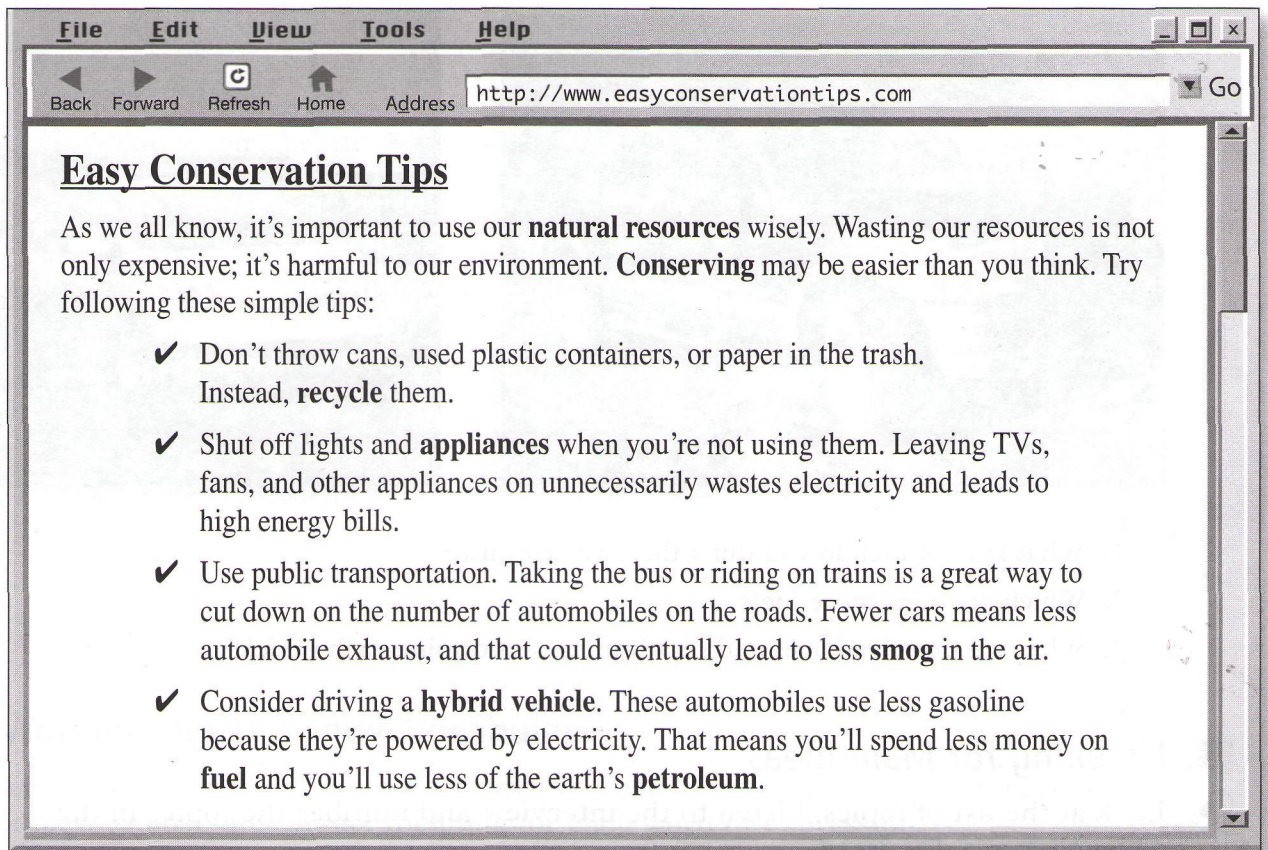 File Edit View Tools Help
Back Forward Refresh Home Address http://www.easyconservationtips.com Go
Easy Conservation Tips
As we all know, it's important to use our natural resources wisely. Wasting our resources is not
only expensive; it's harmful to our environment. Conserving may be easier than you think. Try
following these simple tips:
✔ Don't throw cans, used plastic containers, or paper in the trash.
Instead, recycle them.
✔ Shut off lights and appliances when you're not using them. Leaving TVs,
fans, and other appliances on unnecessarily wastes electricity and leads to
high energy bills.
✔ Use public transportation. Taking the bus or riding on trains is a great way to
cut down on the number of automobiles on the roads. Fewer cars means less
automobile exhaust, and that could eventually lead to less smog in the air.
✔ Consider driving a hybrid vehicle. These automobiles use less gasoline
because they're powered by electricity. That means you'll spend less money on
fuel and you'll use less of the earth's petroleum.